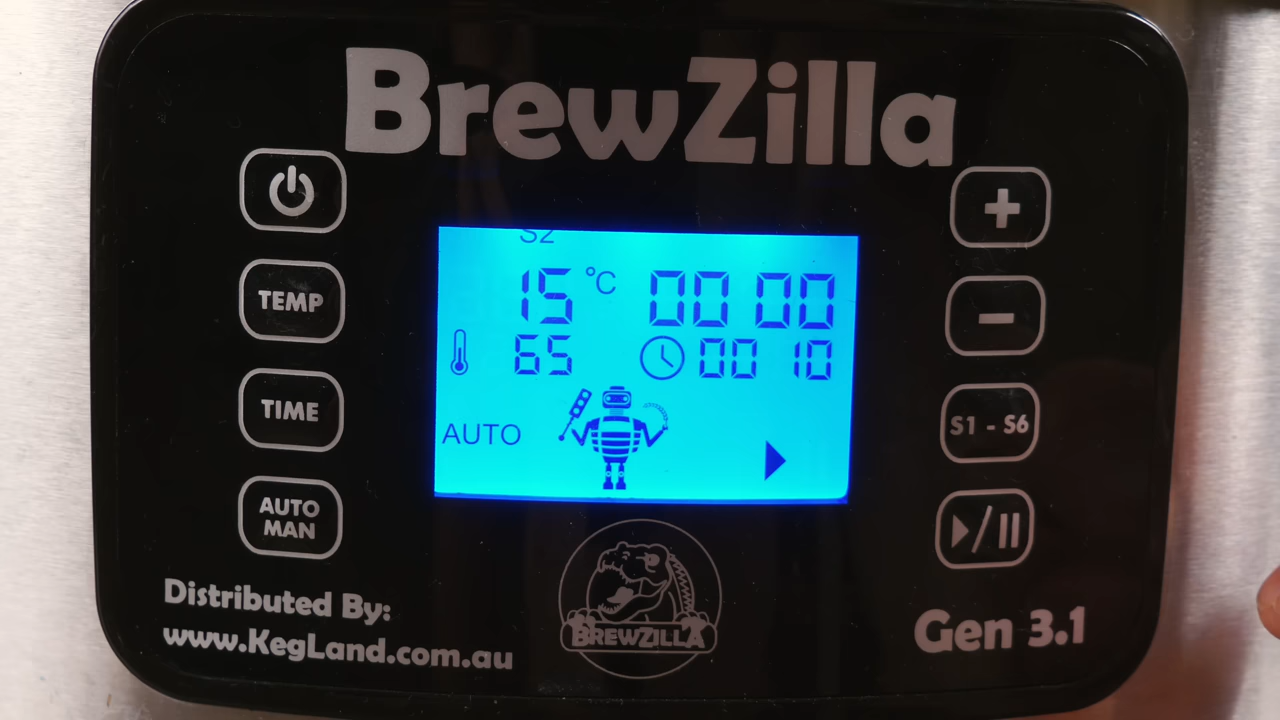 BrewZilla
S2
15 °C 00 00
TEMP
65 00 10
TIME
AUTO
S1 - S6
AUTO
MAN
Distributed By:
www.KegLand.com.au
BREWZILLA
Gen 3.1